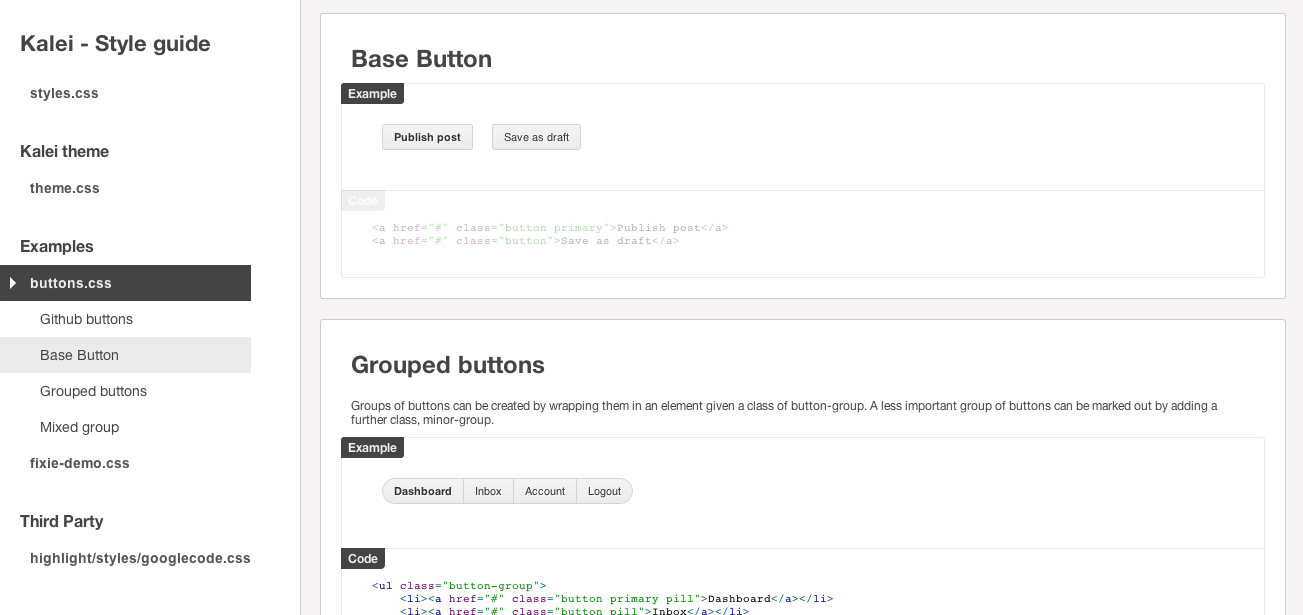 Kalei - Style guide
styles.css
Kalei theme
theme.css
Examples
buttons.css
Github buttons
Base Button
Grouped buttons
Mixed group
fixie-demo.css
Third Party
highlight/styles/googlecode.css
Base Button
Example
Publish post Save as draft
Code
<a href="#" class="button primary">Publish post</a>
<a href="#" class="button">Save as draft</a>
Grouped buttons
Groups of buttons can be created by wrapping them in an element given a class of button-group. A less important group of buttons can be marked out by adding a
further class, minor-group.
Example
Dashboard Inbox Account Logout
Code
<ul class="button-group">
<li><a href="#" class="button primary pill">Dashboard</a></li>
<li><a href="#" class="button pill">Inbox</a></li>